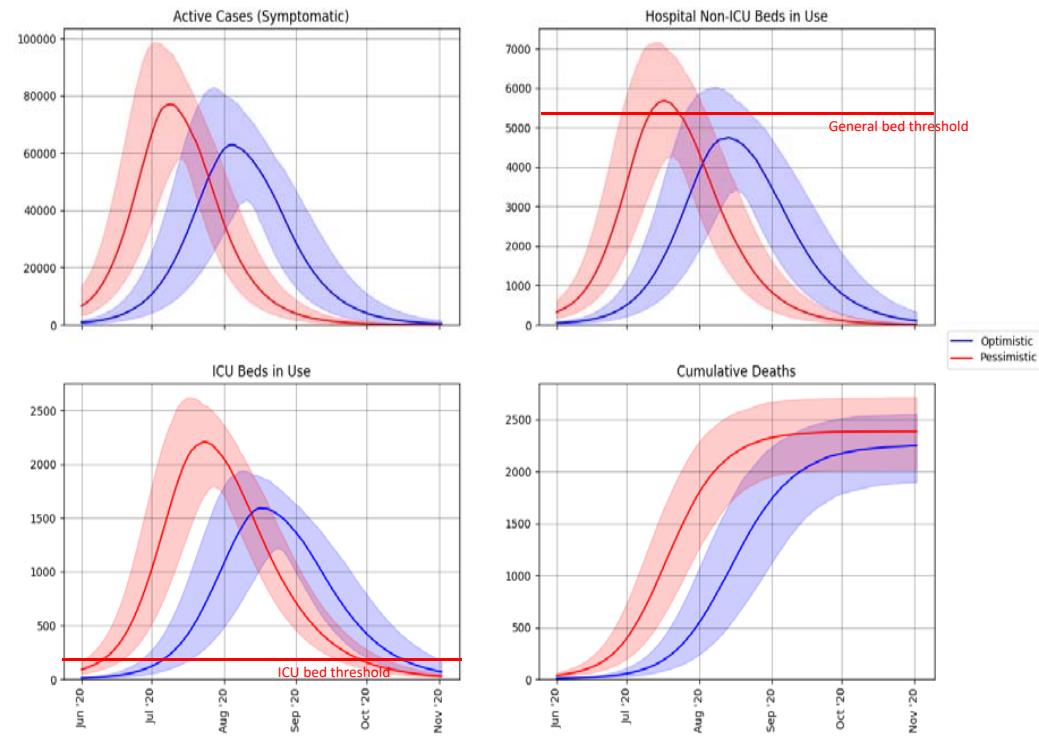 Active Cases (Symptomatic)
100000
80000
60000
40000
20000
0
Hospital Non-ICU Beds in Use
7000
6000
5000
4000
3000
2000
1000
0
General bed threshold
Optimistic
Pessimistic
ICU Beds in Use
2500
2000
1500
1000
500
0
ICU bed threshold
Jun '20
Jul '20
Aug '20
Sep '20
Oct '20
Nov '20
Cumulative Deaths
2500
2000
1500
1000
500
0
Jun '20
Jul '20
Aug '20
Sep '20
Oct '20
Nov '20